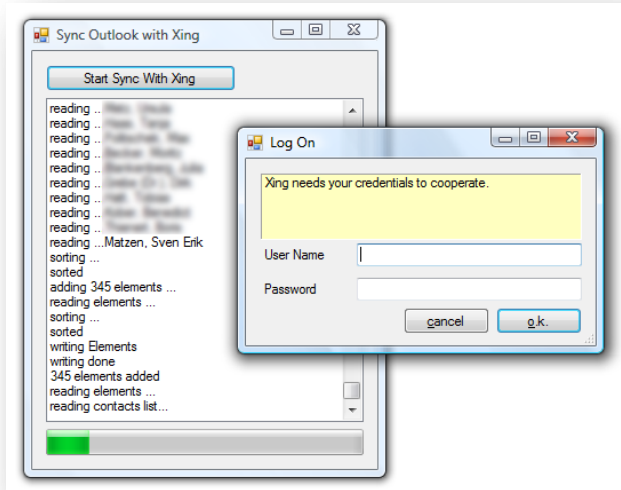 Sync Outlook with Xing
Start Sync With Xing
reading ..
reading ..
reading ..
reading ..
reading ..
reading ..
reading ..
reading ..
reading ..
reading ...Matzen, Sven Erik
sorting ...
sorted
adding 345 elements ...
reading elements ...
sorting ...
sorted
writing Elements
writing done
345 elements added
reading elements ...
reading contacts list...
Log On
Xing needs your credentials to cooperate.
User Name
Password
cancel
o.k.